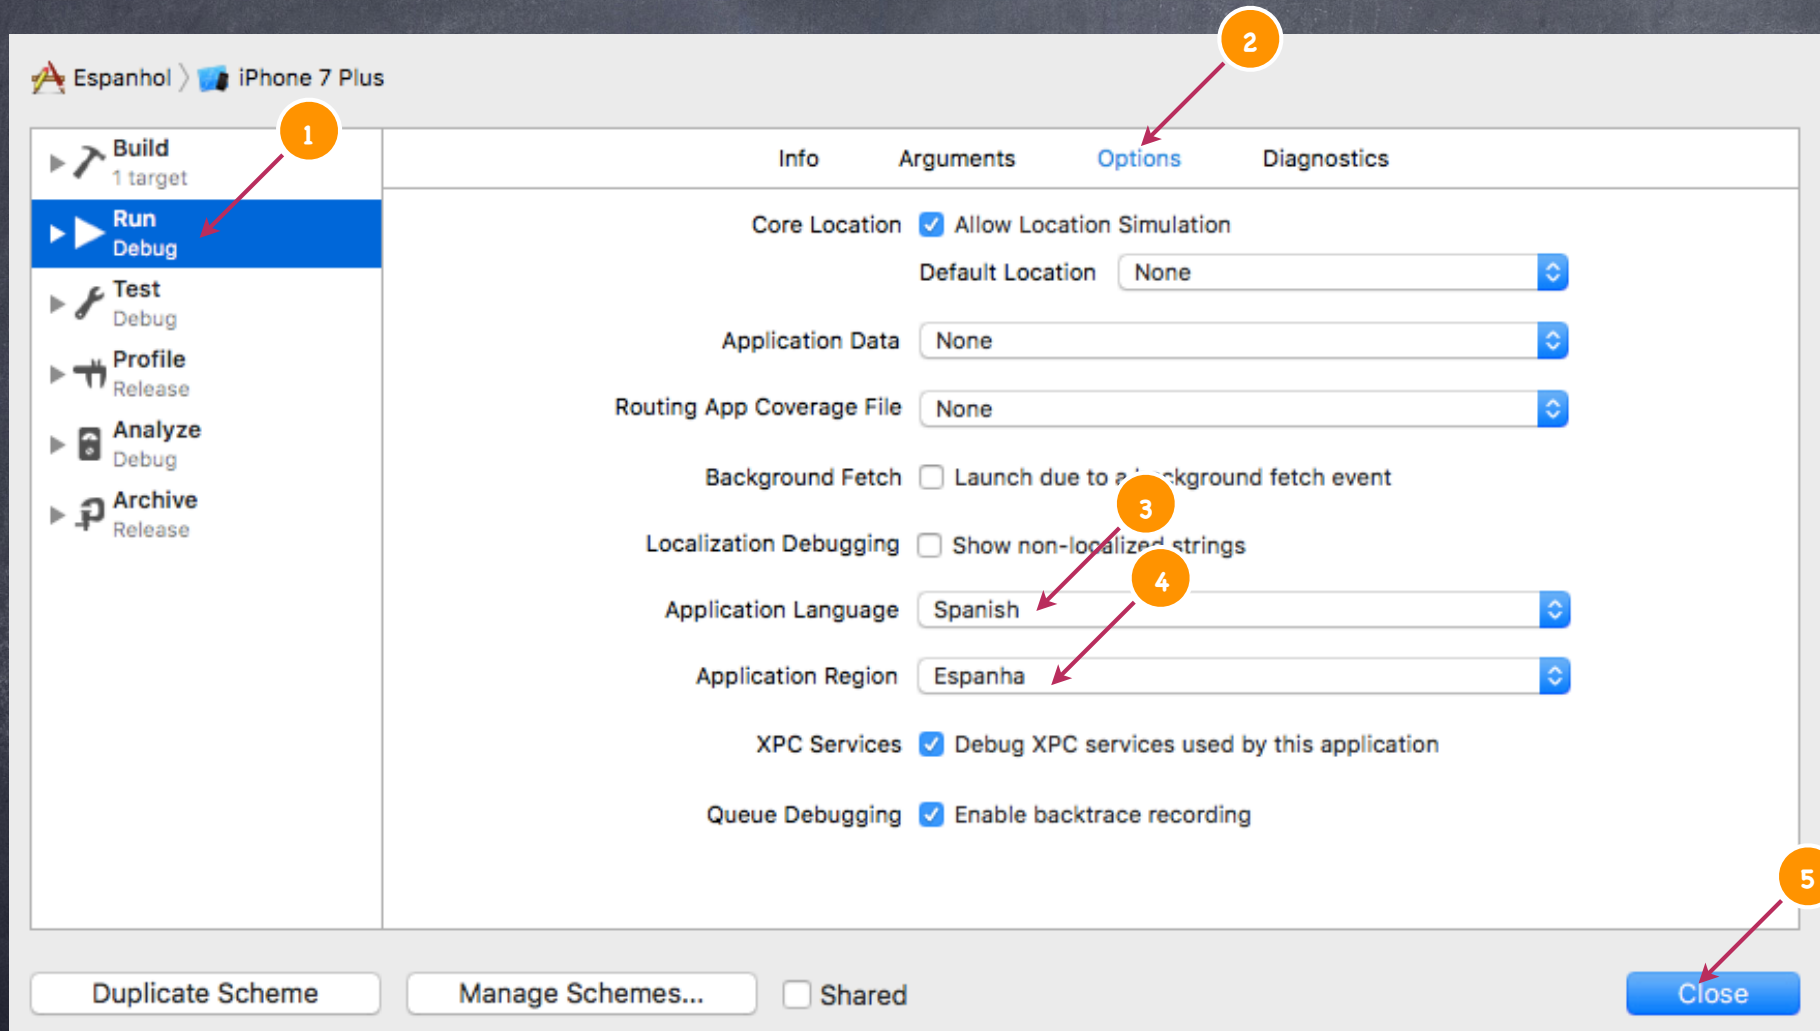 Espanhol iPhone 7 Plus
Build
1 target
Run
Debug
Test
Debug
Profile
Release
Analyze
Debug
Archive
Release
1
2
Info Arguments Options Diagnostics
Core Location Allow Location Simulation
Default Location None
Application Data None
Routing App Coverage File None
Background Fetch Launch due to a background fetch event
3
Localization Debugging Show non-localized strings
4
Application Language Spanish
Application Region Espanha
XPC Services Debug XPC services used by this application
Queue Debugging Enable backtrace recording
5
Duplicate Scheme Manage Schemes... Shared Close